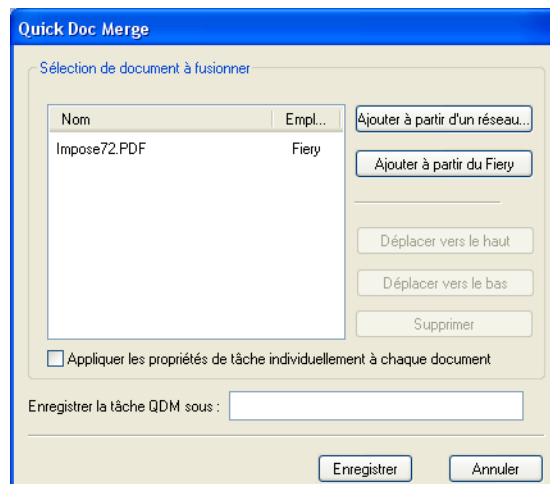 Quick Doc Merge
Sélection de document à fusionner
Nom Empl...
Impose72.PDF Fiery
Ajouter à partir d'un réseau...
Ajouter à partir du Fiery
Déplacer vers le haut
Déplacer vers le bas
Supprimer
Appliquer les propriétés de tâche individuellement à chaque document
Enregistrer la tâche QDM sous :
Enregistrer Annuler